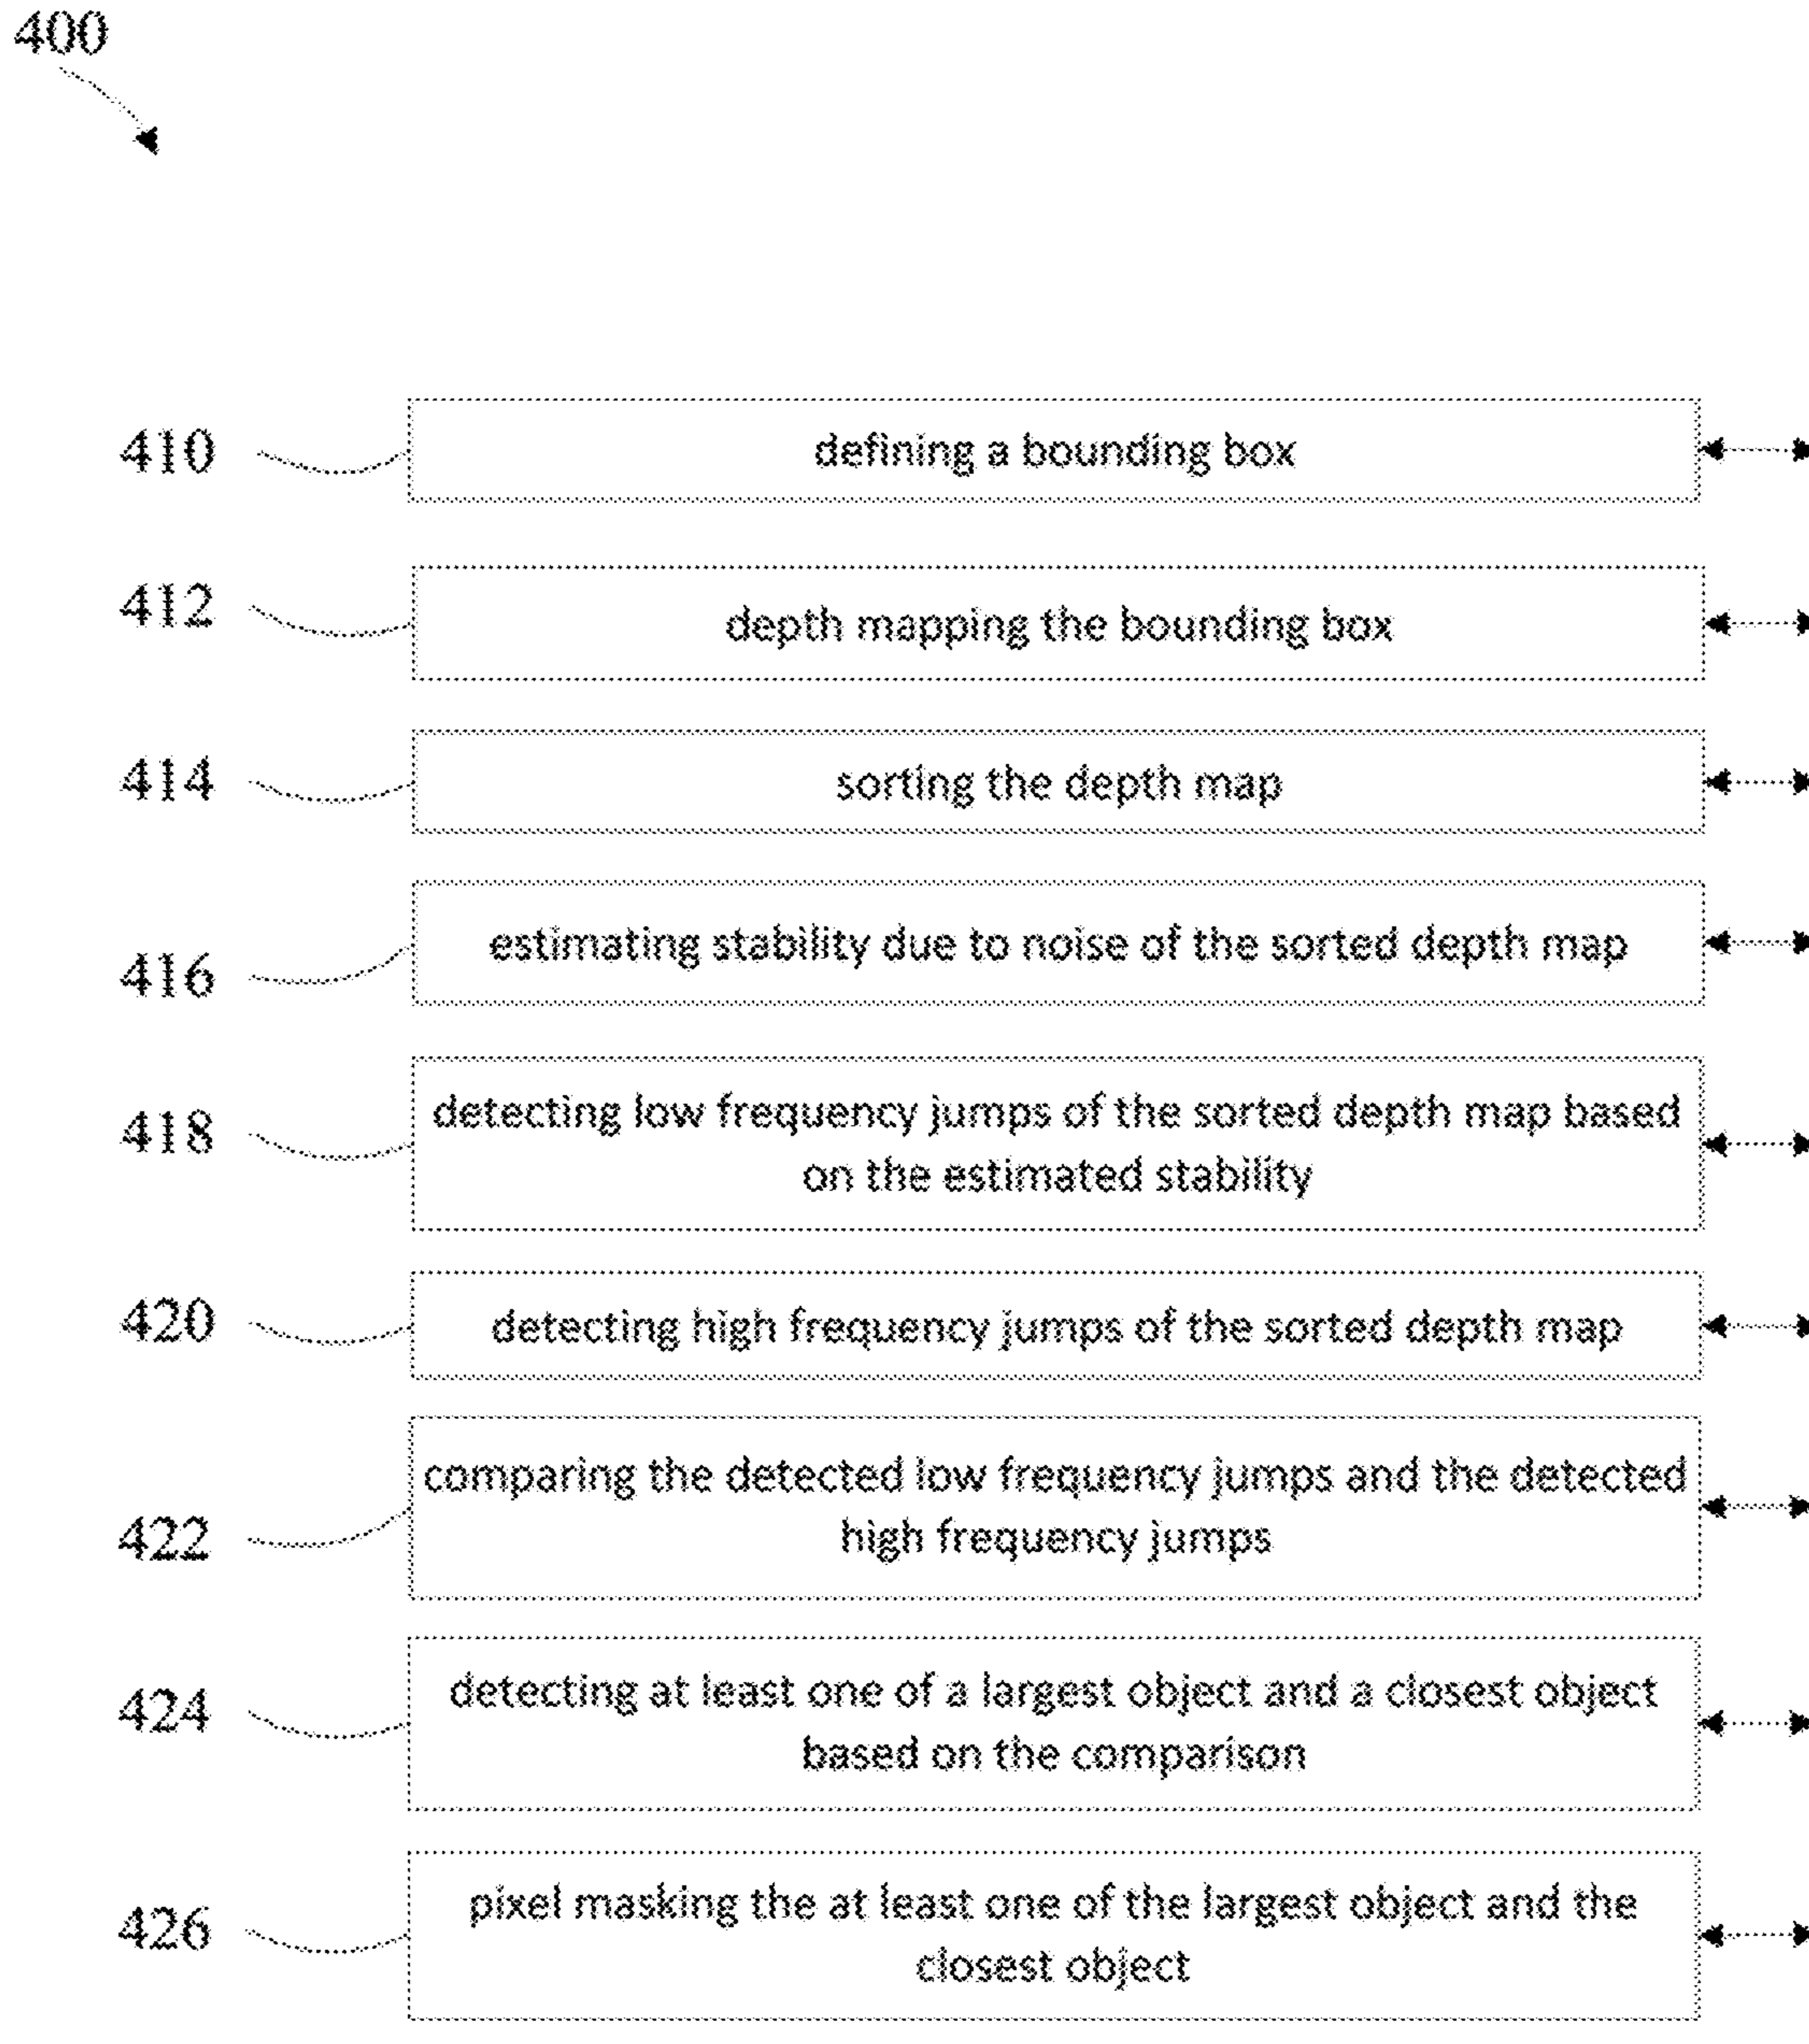 400
410
defining a bounding box
412
depth mapping the bounding box
414
sorting the depth map
416
estimating stability due to noise of the sorted depth map
418
detecting low frequency jumps of the sorted depth map based
on the estimated stability
420
detecting high frequency jumps of the sorted depth map
422
comparing the detected low frequency jumps and the detected
high frequency jumps
424
detecting at least one of a largest object and a closest object
based on the comparison
426
pixel masking the at least one of the largest object and the
closest object